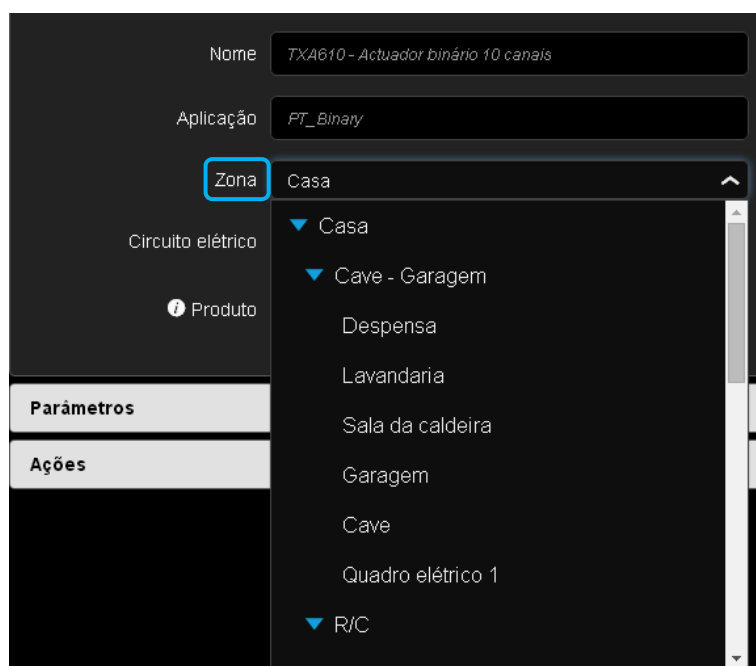 Nome
TXA610 - Actuador binário 10 canais
Aplicação
PT_Binary
Zona
Casa
Casa
Circuito elétrico
Cave - Garagem
Produto
Despensa
Lavandaria
Parâmetros
Sala da caldeira
Ações
Garagem
Cave
Quadro elétrico 1
R/C